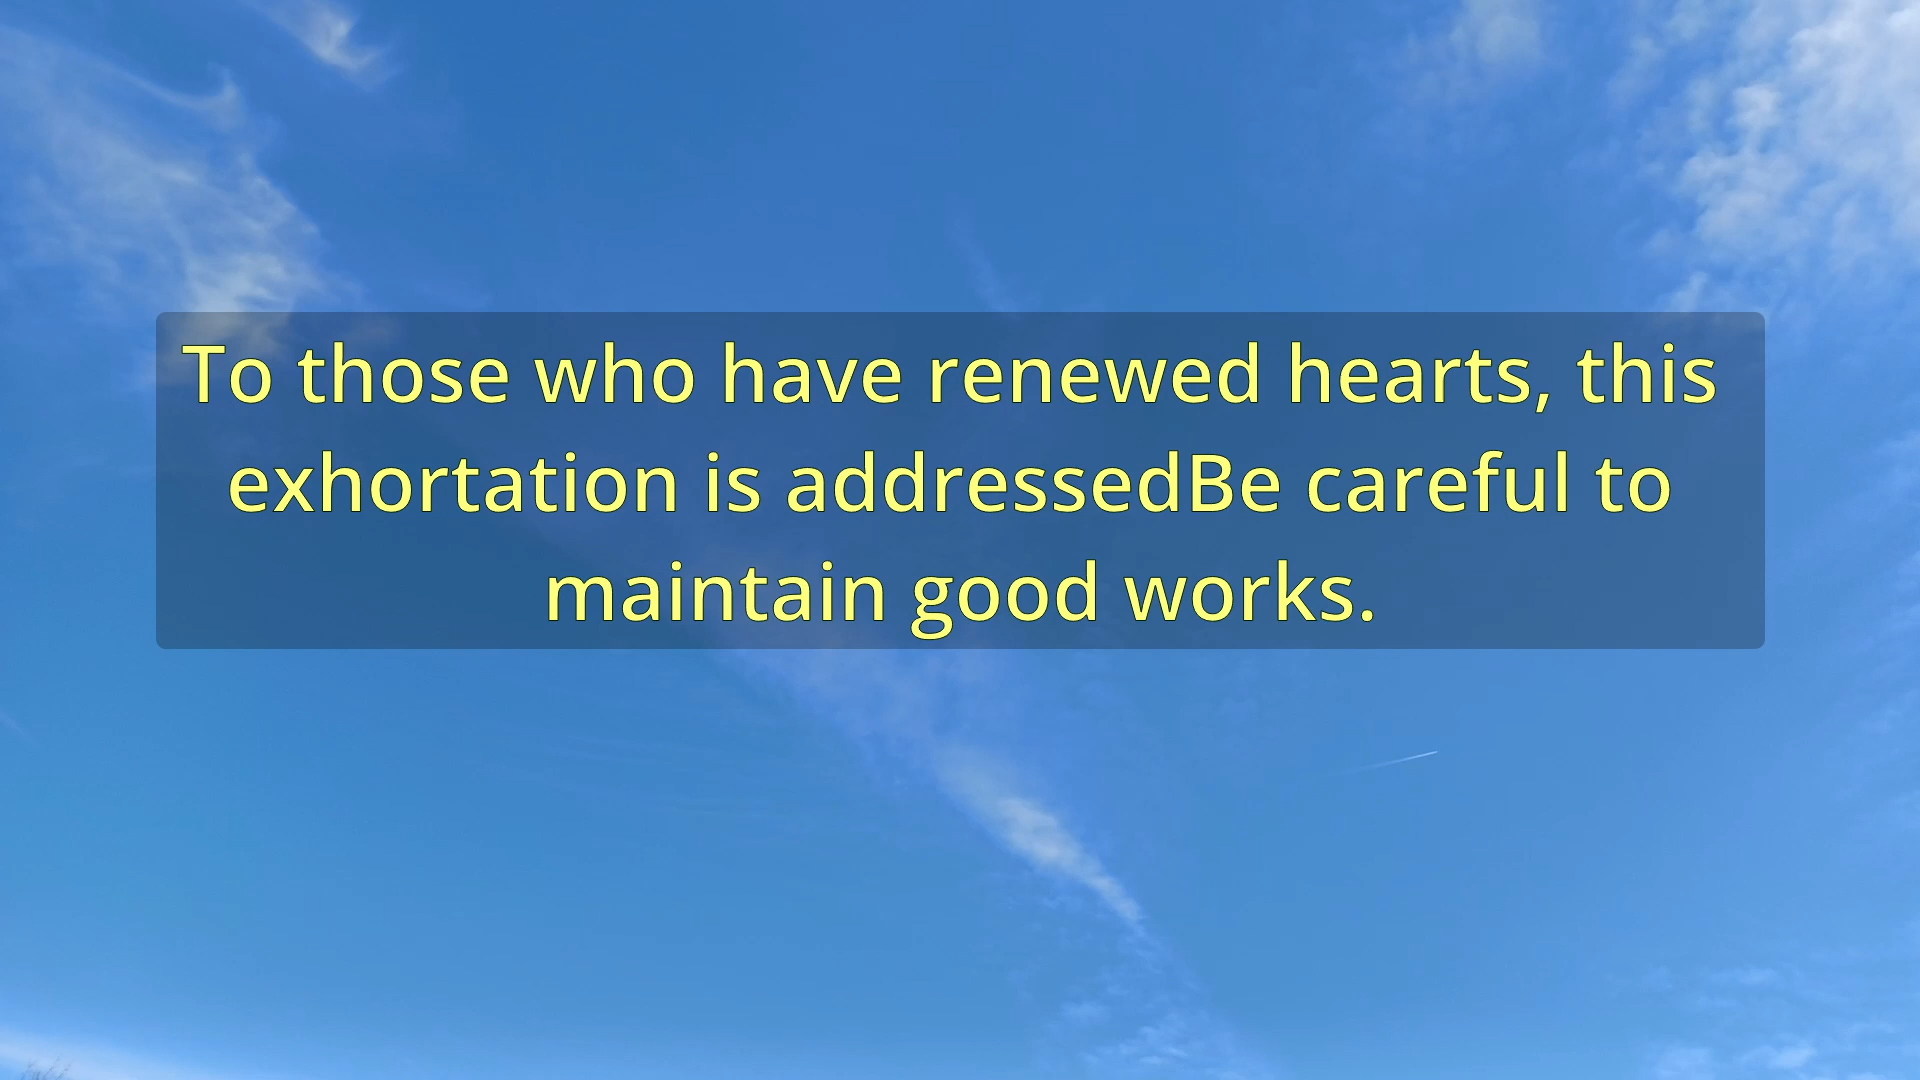 To those who have renewed hearts, this
exhortation is addressedBe careful to
maintain good works.